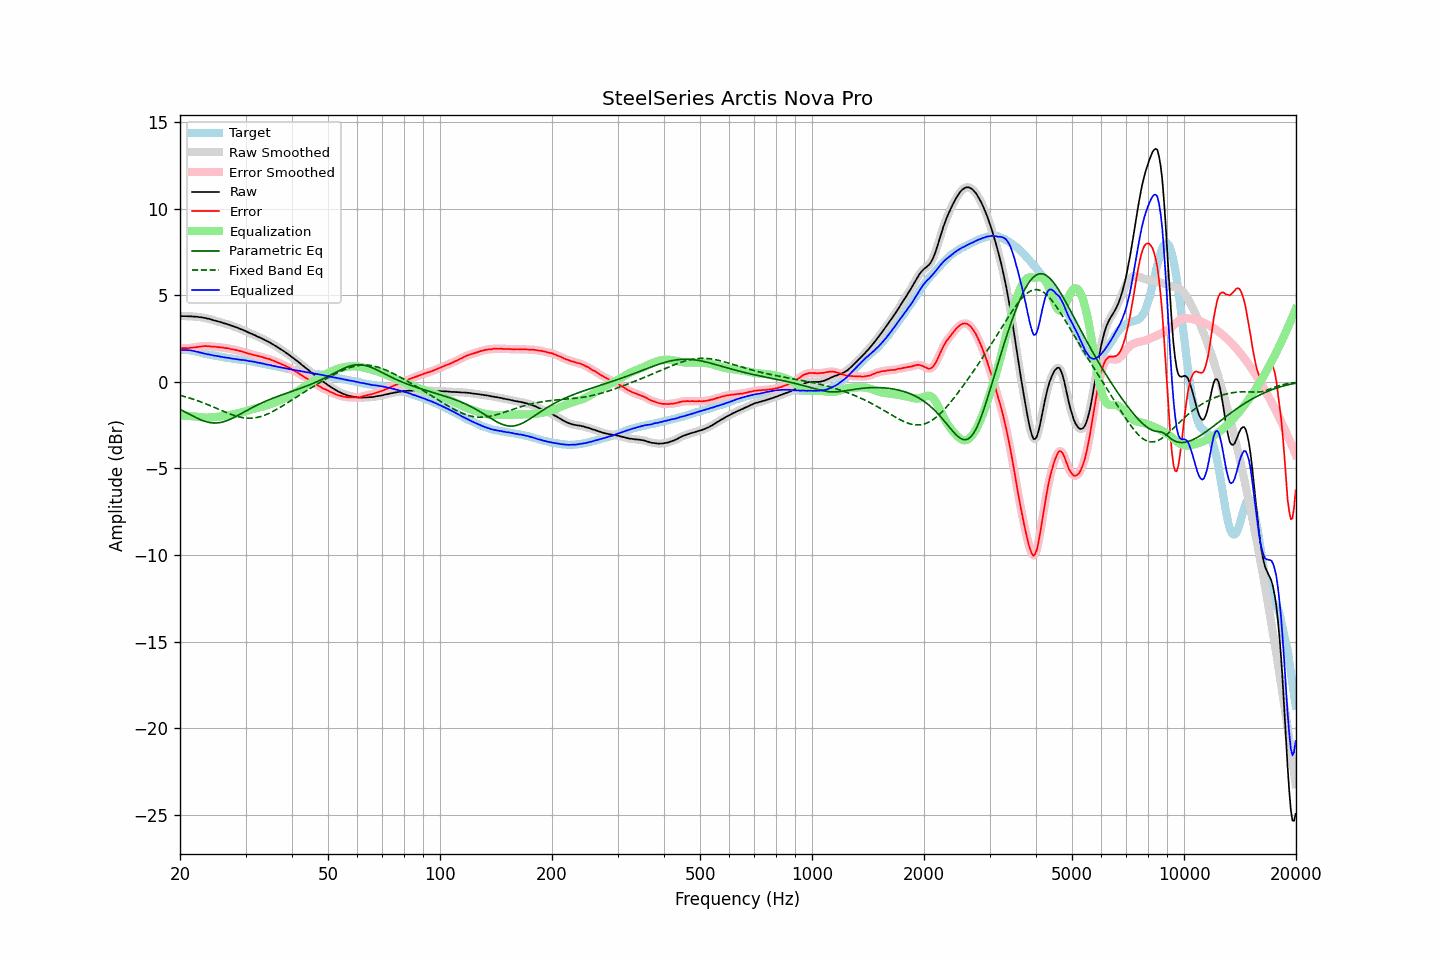 SteelSeries Arctis Nova Pro
Target
Raw Smoothed
Error Smoothed
Raw
Error
Equalization
Parametric Eq
Fixed Band Eq
Equalized
15
10
5
0
−5
−10
−15
−20
−25
Amplitude (dBr)
20
50
100
200
500
1000
2000
5000
10000
20000
Frequency (Hz)